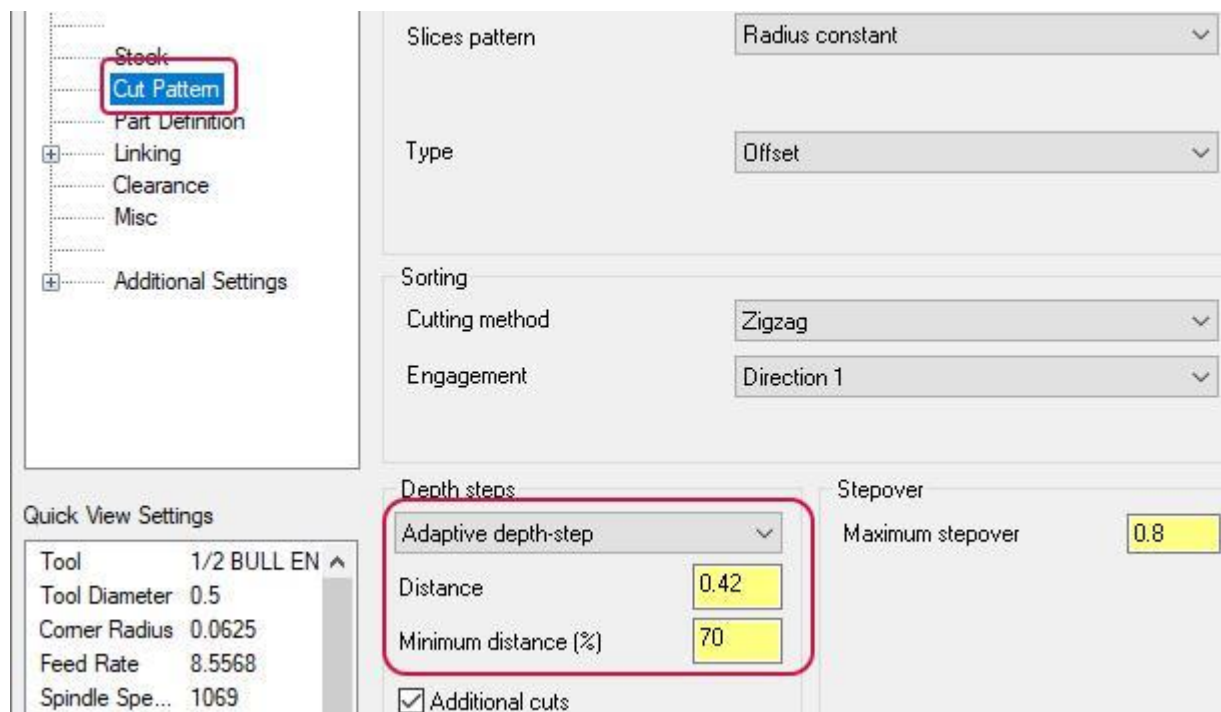 Stock
Cut Pattern
Part Definition
Linking
Clearance
Misc
Additional Settings
Slices pattern Radius constant
Type Offset
Sorting
Cutting method Zigzag
Engagement Direction 1
Depth steps
Adaptive depth-step
Distance 0.42
Minimum distance (%) 70
Additional cuts
Stepover
Maximum stepover 0.8
Quick View Settings
Tool 1/2 BULL EN
Tool Diameter 0.5
Corner Radius 0.0625
Feed Rate 8.5568
Spindle Spe... 1069